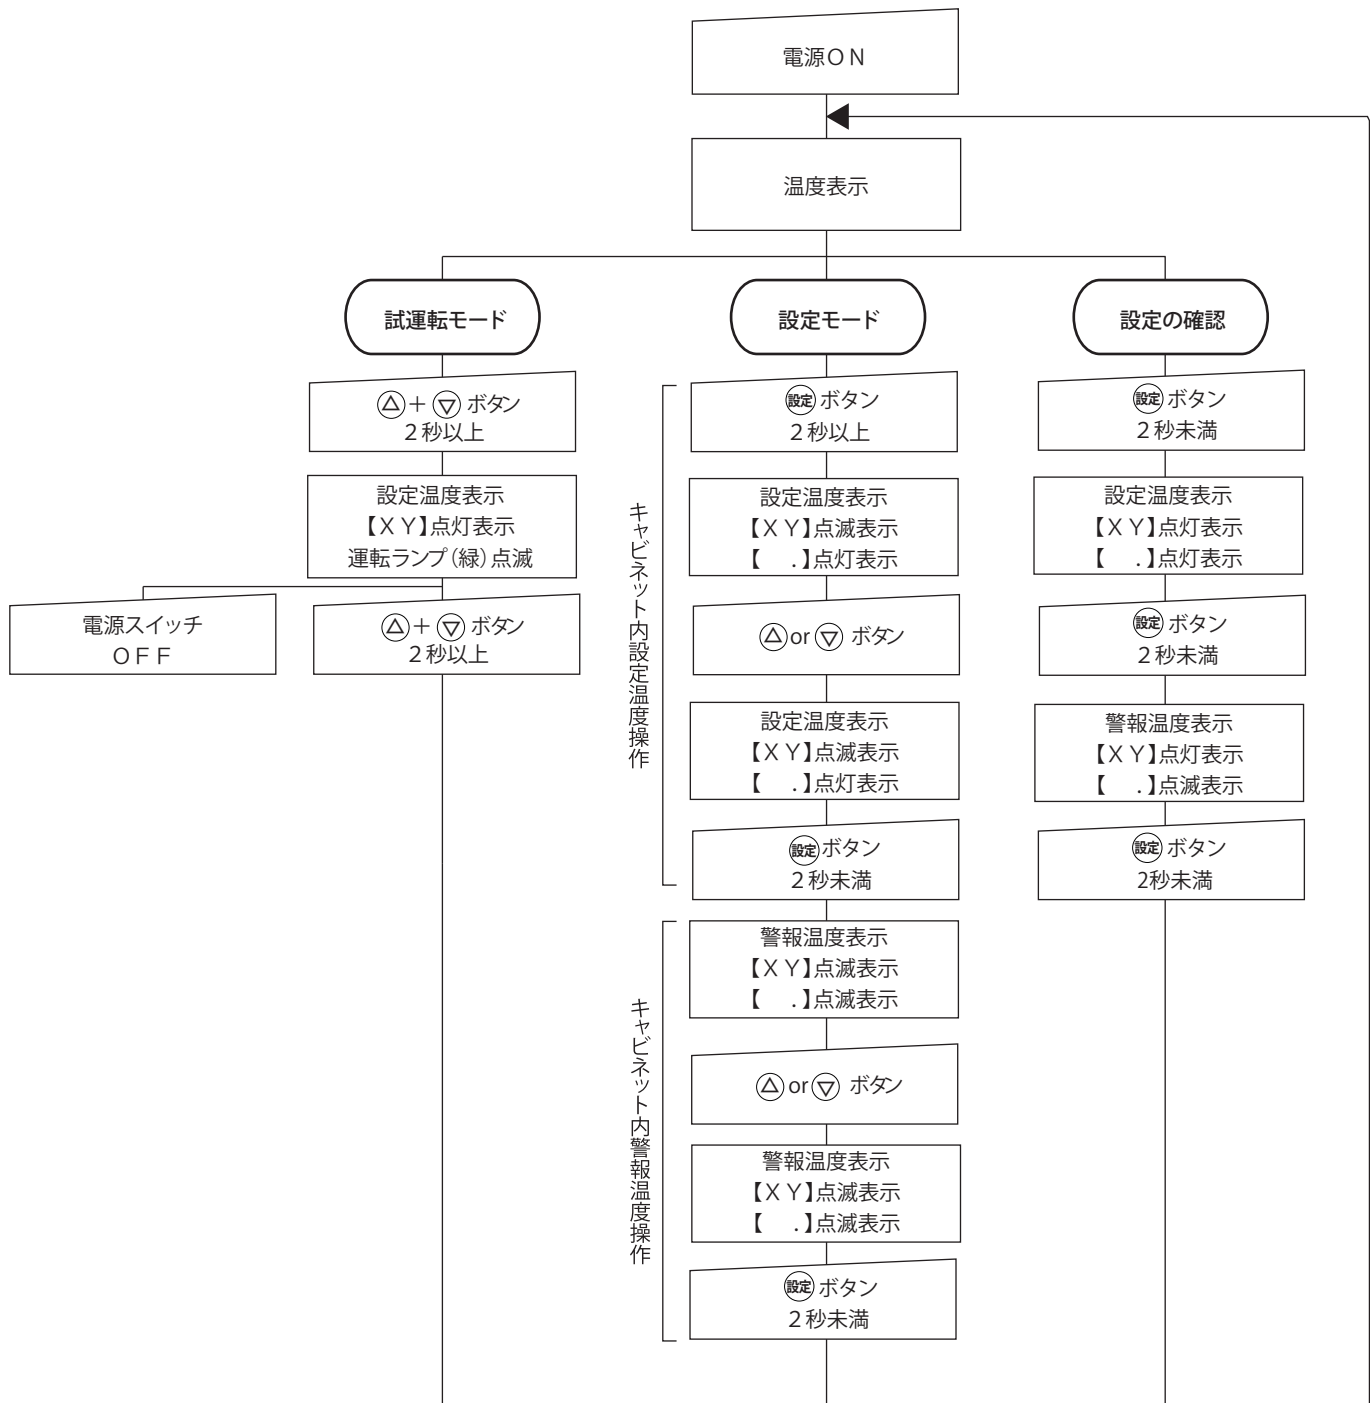 電源ＯＮ
温度表示
試運転モード
△＋▽ ボタン
２秒以上
設定温度表示
【ＸＹ】点灯表示
運転ランプ（緑）点滅
電源スイッチ
ＯＦＦ
△＋▽ ボタン
２秒以上
設定モード
キャビネット内設定温度操作
設定 ボタン
２秒以上
設定温度表示
【ＸＹ】点滅表示
【　．】点灯表示
△or▽ ボタン
設定温度表示
【ＸＹ】点滅表示
【　．】点灯表示
設定 ボタン
２秒未満
キャビネット内警報温度操作
警報温度表示
【ＸＹ】点滅表示
【　．】点滅表示
△or▽ ボタン
警報温度表示
【ＸＹ】点滅表示
【　．】点滅表示
設定 ボタン
２秒未満
設定の確認
設定 ボタン
２秒未満
設定温度表示
【ＸＹ】点灯表示
【　．】点灯表示
設定 ボタン
２秒未満
警報温度表示
【ＸＹ】点灯表示
【　．】点滅表示
設定 ボタン
2秒未満